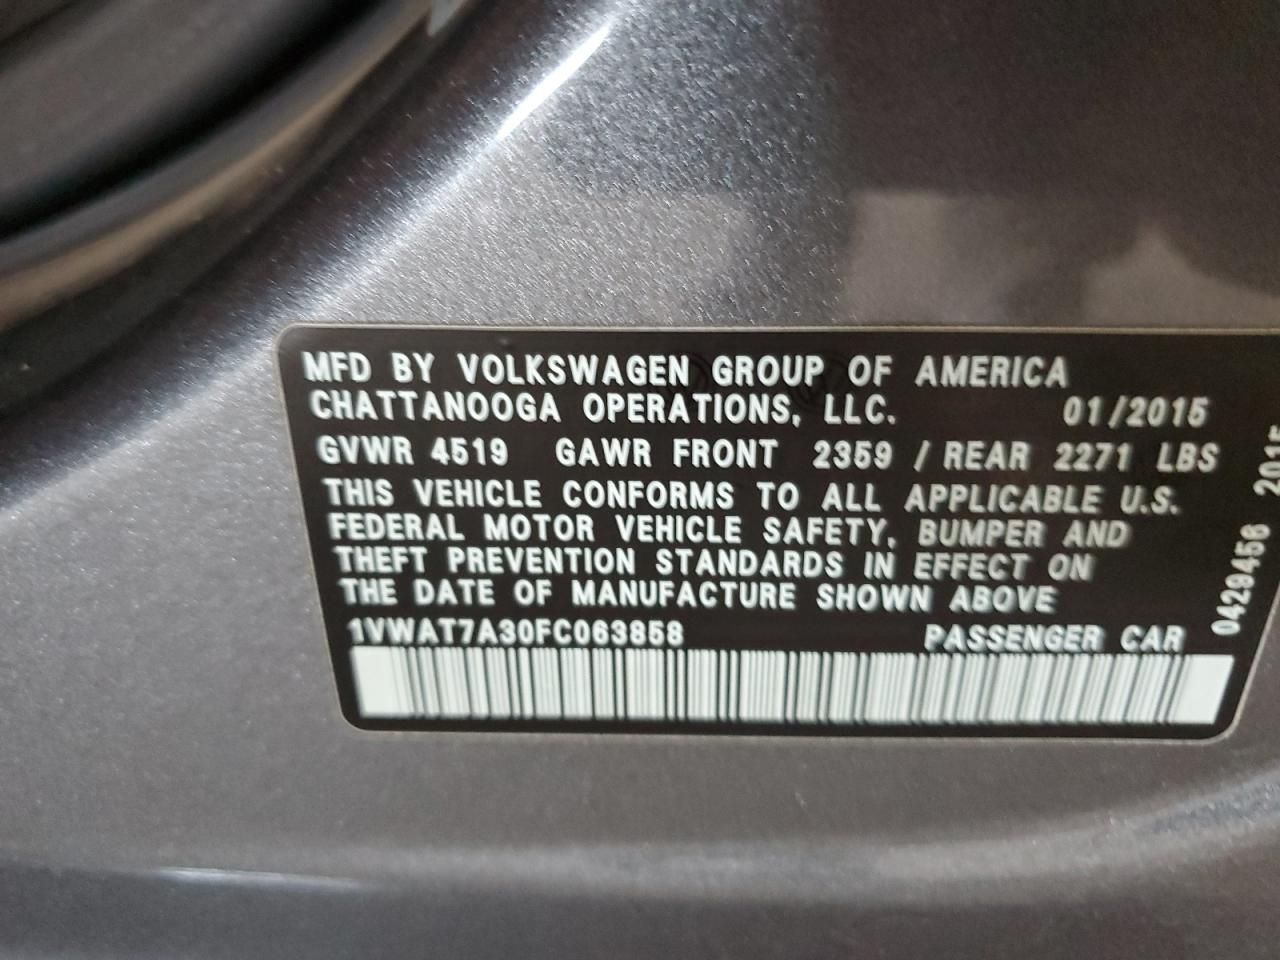 MFD BY VOLKSWAGEN GROUP OF AMERICA
CHATTANOOGA OPERATIONS, LLC. 01/2015
GVWR 4519 GAWR FRONT 2359 / REAR 2271 LBS
THIS VEHICLE CONFORMS TO ALL APPLICABLE U.S.
FEDERAL MOTOR VEHICLE SAFETY, BUMPER AND
THEFT PREVENTION STANDARDS IN EFFECT ON
THE DATE OF MANUFACTURE SHOWN ABOVE
1VWAT7A30FC063858 PASSENGER CAR
0429456 2015